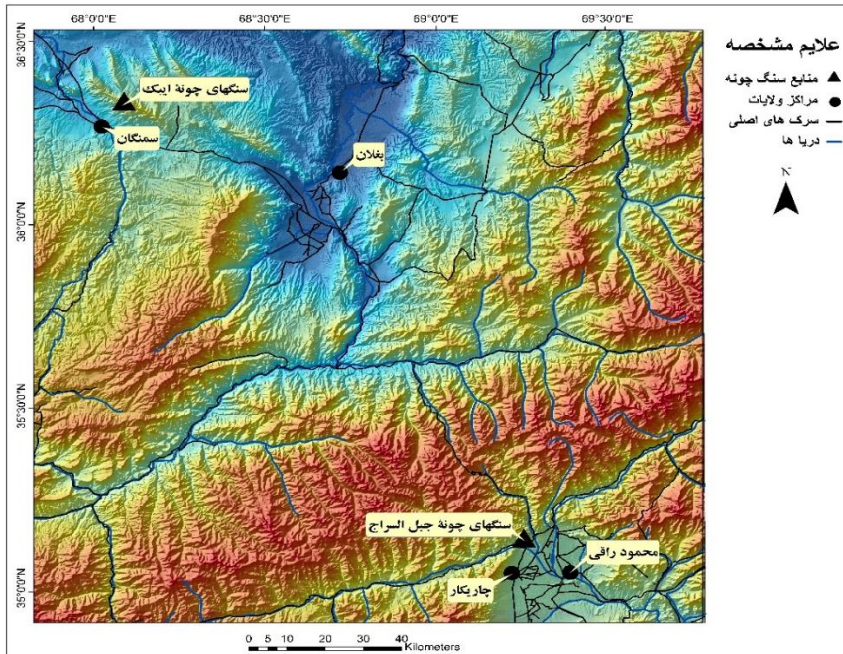 68°0'0"E
68°30'0"E
69°0'0"E
69°30'0"E
36°30'0"N
36°0'0"N
35°30'0"N
35°0'0"N
علایم مشخصه
منابع سنگ چونه
مراکز ولایات
سرک های اصلی
دریا ها
N
سنگهای چونۀ ایبک
سمنگان
بغلان
سنگهای چونۀ جبل السراج
محمود راقی
چاریکار
0 5 10 20 30 40
Kilometers